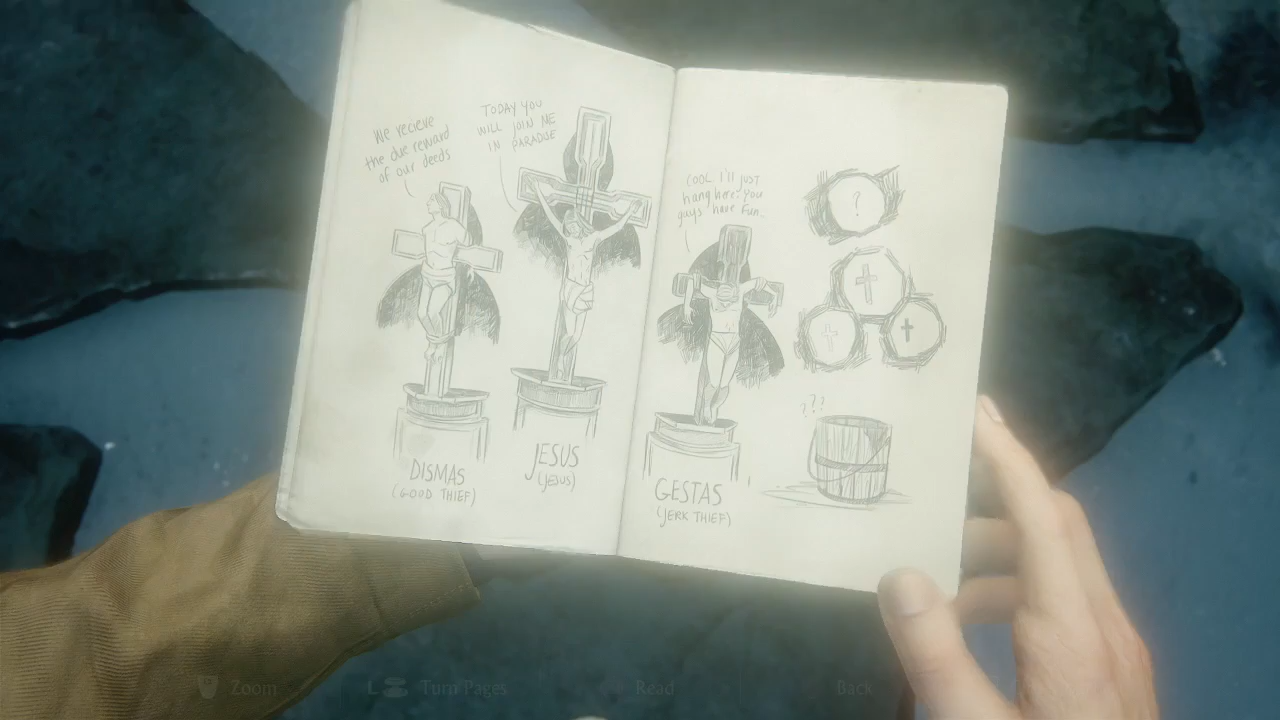 We recieve
the due reward
of our deeds
TODAY YOU
WILL JOIN ME
IN PARADISE
DISMAS
(GOOD THIEF)
JESUS
(JESUS)
COOL I'll JUST
hang here. You
guys have fun..
GESTAS
(JERK THIEF)
?
???
Zoom
L Turn Pages
Read
Back